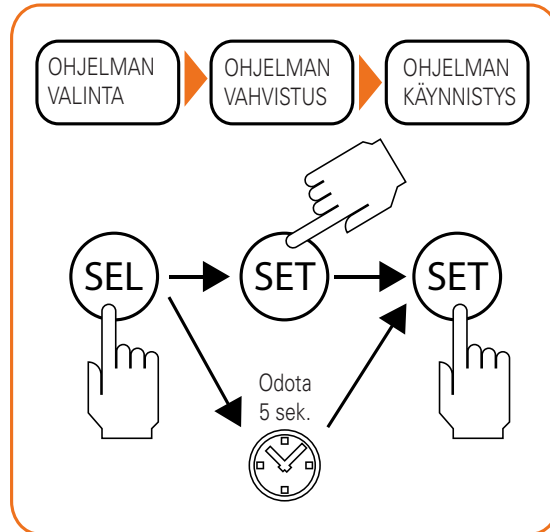 OHJELMAN
VALINTA
OHJELMAN
VAHVISTUS
OHJELMAN
KÄYNNISTYS
SEL
SET
SET
Odota
5 sek.